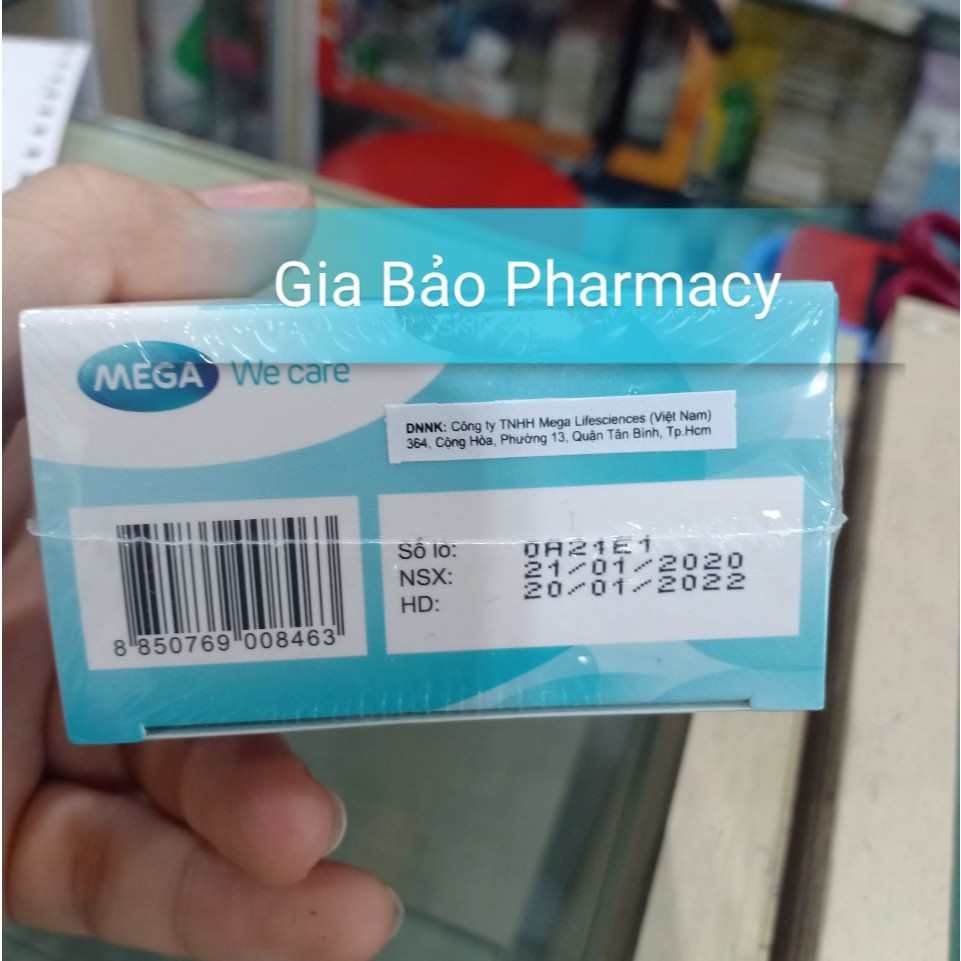 Gia Bảo Pharmacy
MEGA We care
DNNK: Công ty TNHH Mega Lifesciences (Việt Nam)
364, Cộng Hòa, Phường 13, Quận Tân Bình, Tp.Hcm
Số lô: 0A21E1
NSX: 21/01/2020
HD: 20/01/2022
8 850769 008463